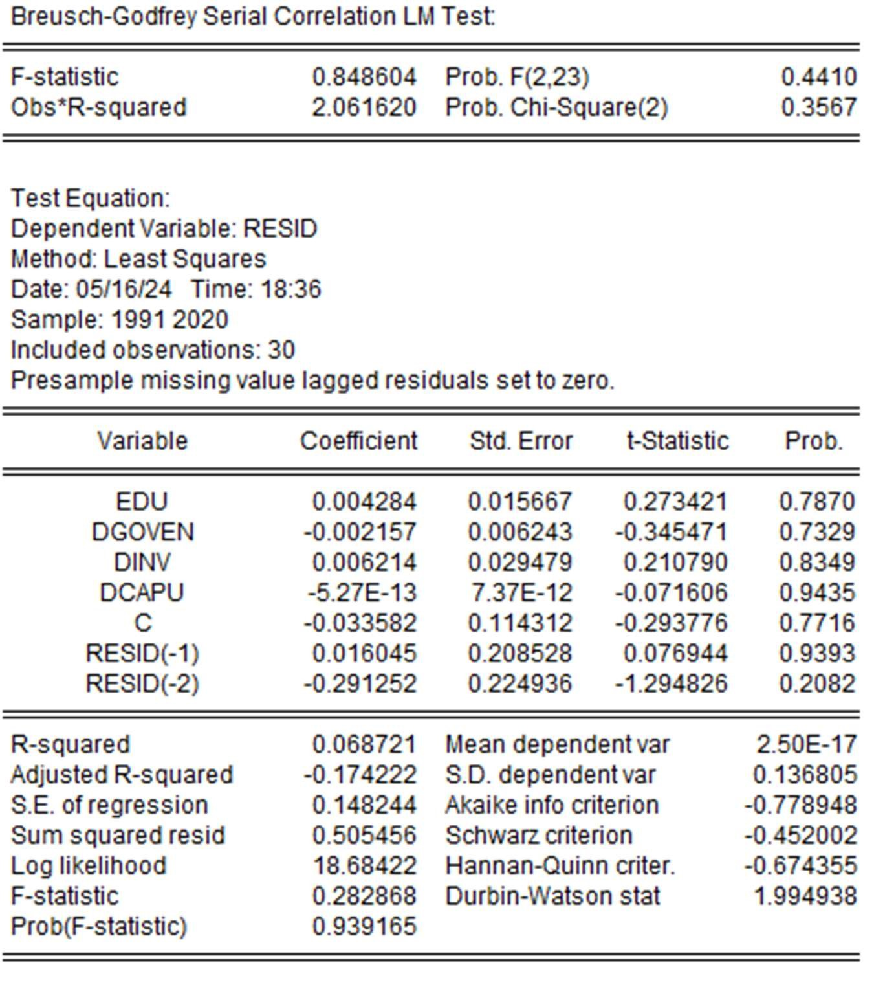 Breusch-Godfrey Serial Correlation LM Test:
F-statistic 0.848604 Prob. F(2,23) 0.4410
Obs*R-squared 2.061620 Prob. Chi-Square(2) 0.3567
Test Equation:
Dependent Variable: RESID
Method: Least Squares
Date: 05/16/24 Time: 18:36
Sample: 1991 2020
Included observations: 30
Presample missing value lagged residuals set to zero.
Variable Coefficient Std. Error t-Statistic Prob.
EDU 0.004284 0.015667 0.273421 0.7870
DGOVEN -0.002157 0.006243 -0.345471 0.7329
DINV 0.006214 0.029479 0.210790 0.8349
DCAPU -5.27E-13 7.37E-12 -0.071606 0.9435
C -0.033582 0.114312 -0.293776 0.7716
RESID(-1) 0.016045 0.208528 0.076944 0.9393
RESID(-2) -0.291252 0.224936 -1.294826 0.2082
R-squared 0.068721 Mean dependent var 2.50E-17
Adjusted R-squared -0.174222 S.D. dependent var 0.136805
S.E. of regression 0.148244 Akaike info criterion -0.778948
Sum squared resid 0.505456 Schwarz criterion -0.452002
Log likelihood 18.68422 Hannan-Quinn criter. -0.674355
F-statistic 0.282868 Durbin-Watson stat 1.994938
Prob(F-statistic) 0.939165